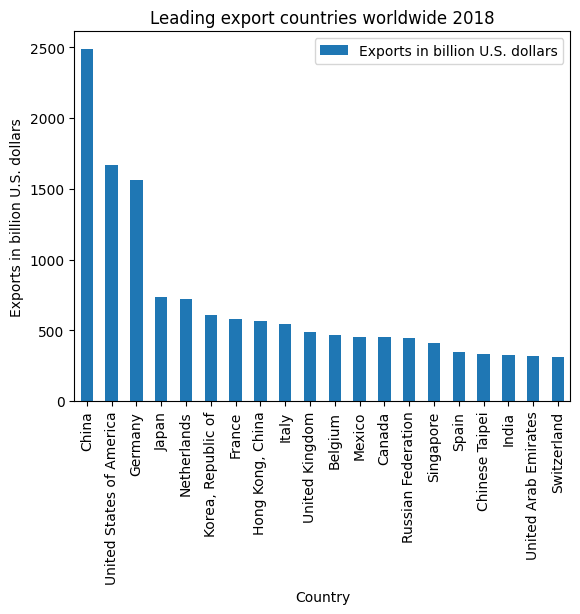 Leading export countries worldwide 2018
Exports in billion U.S. dollars
Exports in billion U.S. dollars
2500
2000
1500
1000
500
0
China
United States of America
Germany
Japan
Netherlands
Korea, Republic of
France
Hong Kong, China
Italy
United Kingdom
Belgium
Mexico
Canada
Russian Federation
Singapore
Spain
Chinese Taipei
India
United Arab Emirates
Switzerland
Country